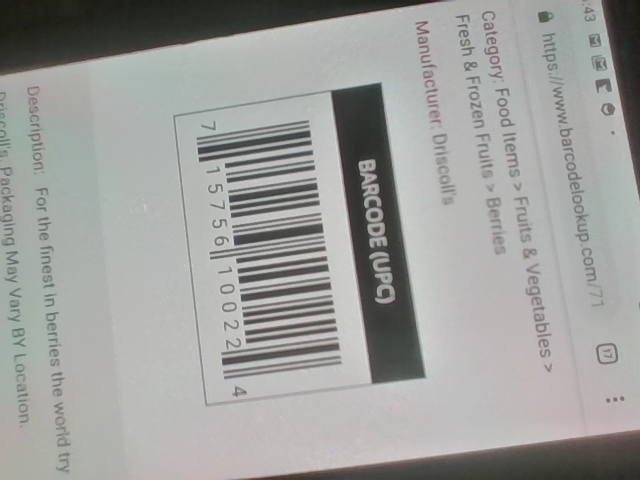 :43
https://www.barcodelookup.com/71
17
Category: Food Items > Fruits & Vegetables >
Fresh & Frozen Fruits > Berries
Manufacturer: Driscoll's
BARCODE (UPC)
7 15756 10022 4
Description: For the finest in berries the world try
Driscoll's. Packaging May Vary BY Location.